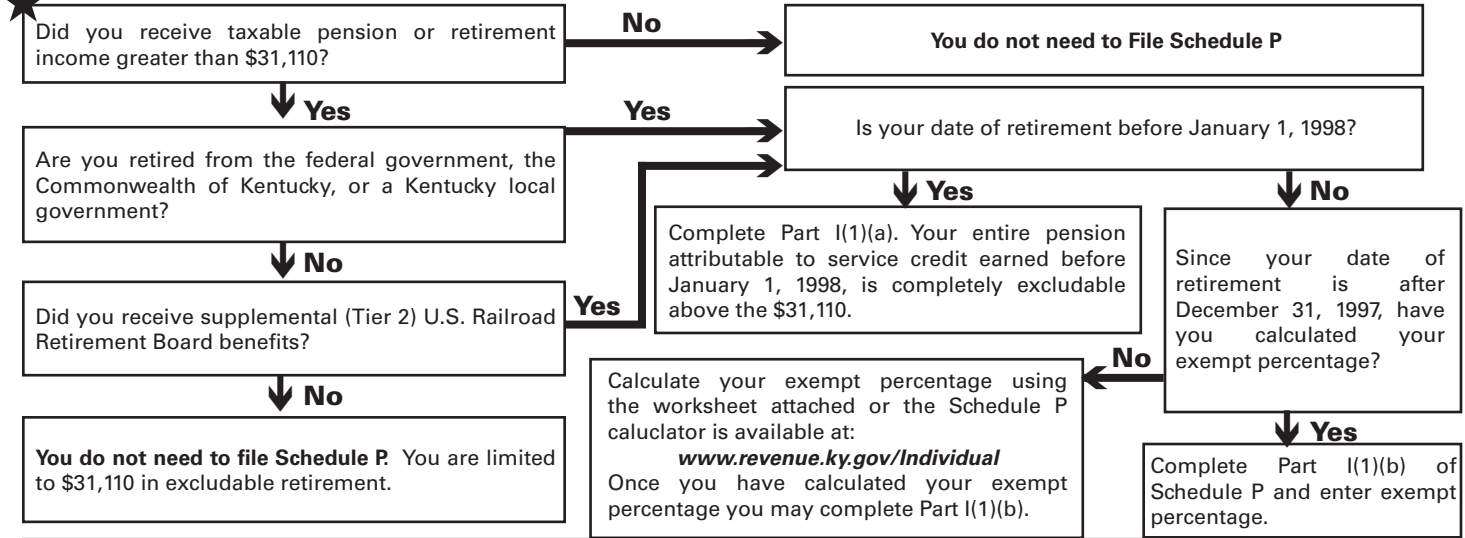 Did you receive taxable pension or retirement
income greater than $31,110?
No
You do not need to File Schedule P
Yes
Are you retired from the federal government, the
Commonwealth of Kentucky, or a Kentucky local
government?
Yes
Is your date of retirement before January 1, 1998?
No
Did you receive supplemental (Tier 2) U.S. Railroad
Retirement Board benefits?
Yes
No
You do not need to file Schedule P. You are limited
to $31,110 in excludable retirement.
Yes
Complete Part I(1)(a). Your entire pension
attributable to service credit earned before
January 1, 1998, is completely excludable
above the $31,110.
No
Since your date of
retirement is after
December 31, 1997, have
you calculated your
exempt percentage?
No
Calculate your exempt percentage using
the worksheet attached or the Schedule P
caluclator is available at:
www.revenue.ky.gov/Individual
Once you have calculated your exempt
percentage you may complete Part I(1)(b).
Yes
Complete Part I(1)(b) of
Schedule P and enter exempt
percentage.